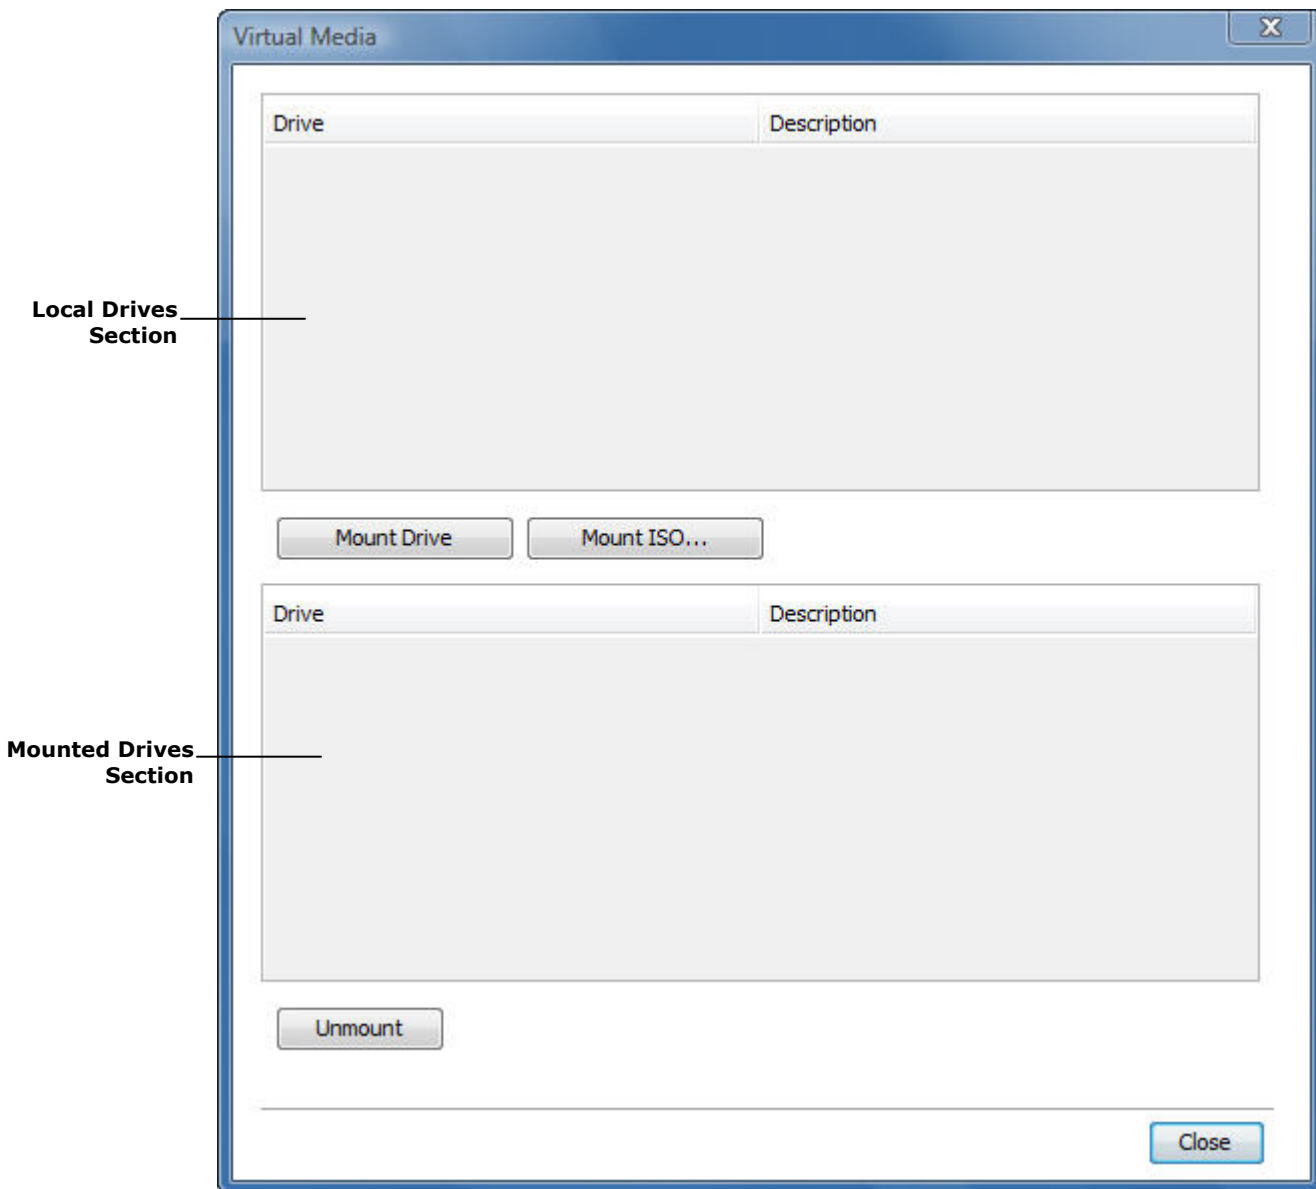 Virtual Media
Drive Description
Local Drives
Section
Mount Drive Mount ISO...
Drive Description
Mounted Drives
Section
Unmount
Close